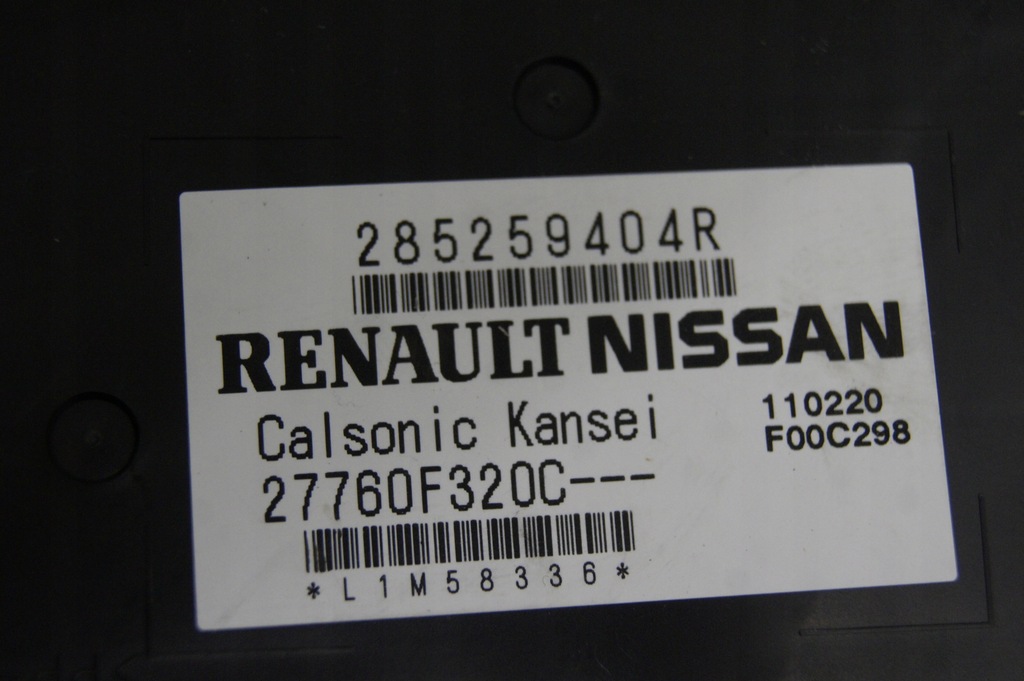 285259404R
RENAULT NISSAN
Calsonic Kansei
110220
27760F320C---
F00C298
*L1M58336*